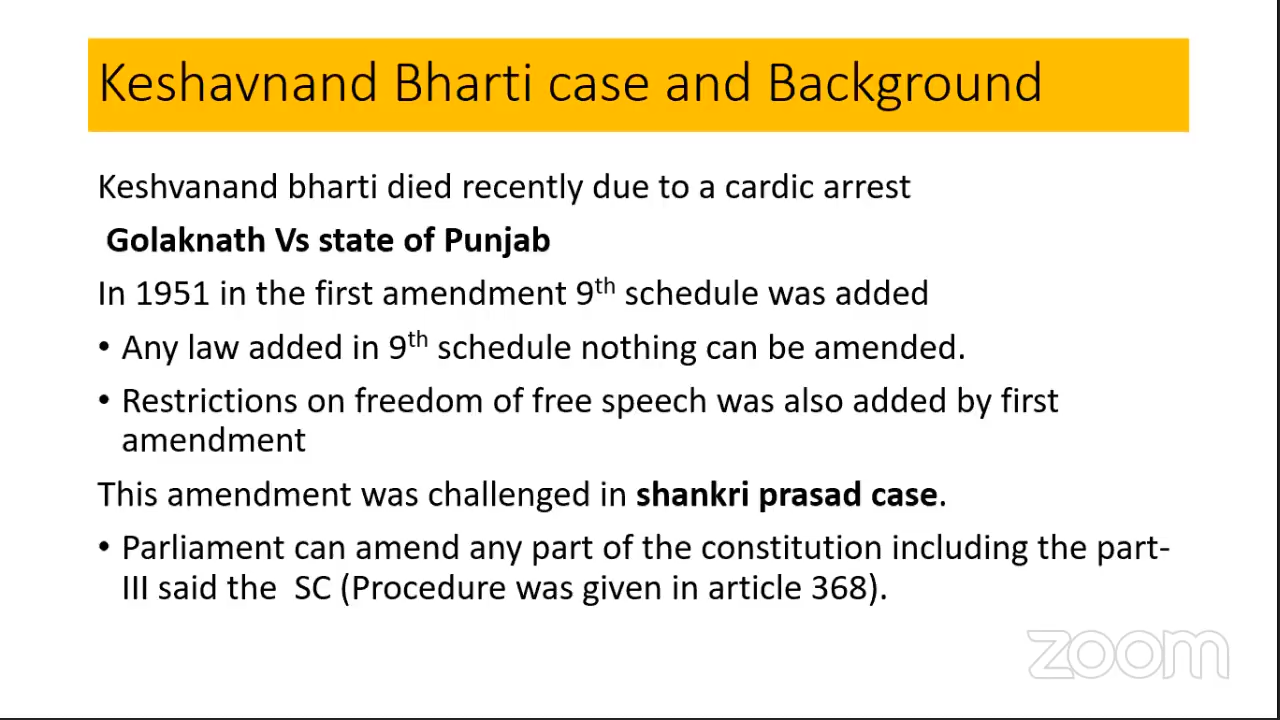 Keshavnand Bharti case and Background
Keshvanand bharti died recently due to a cardic arrest
Golaknath Vs state of Punjab
In 1951 in the first amendment 9th schedule was added
• Any law added in 9th schedule nothing can be amended.
• Restrictions on freedom of free speech was also added by first
amendment
This amendment was challenged in shankri prasad case.
• Parliament can amend any part of the constitution including the part-
III said the SC (Procedure was given in article 368).
zoom